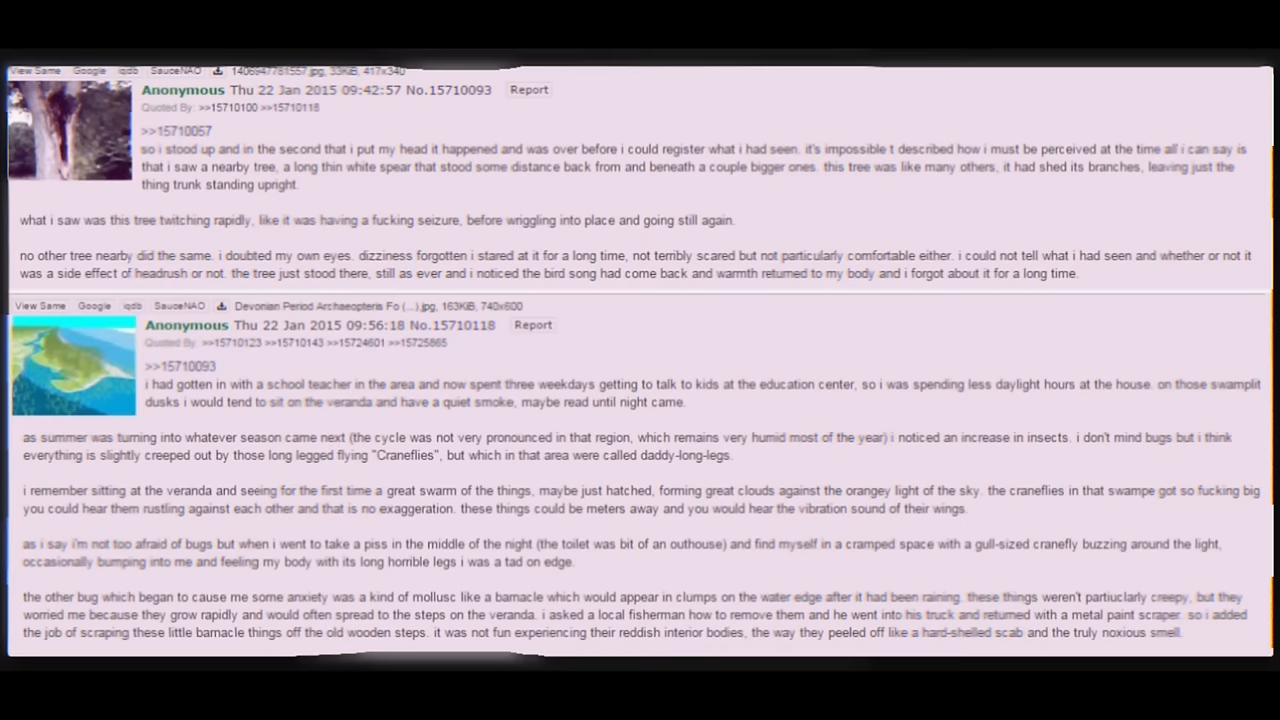 View Same Google iqdb SauceNAO 1406947781557.jpg, 33KiB, 417x340
Anonymous Thu 22 Jan 2015 09:42:57 No.15710093 Report
Quoted By: >>15710100 >>15710118
>>15710057
so i stood up and in the second that i put my head it happened and was over before i could register what i had seen. it's impossible t described how i must be perceived at the time all i can say is
that i saw a nearby tree, a long thin white spear that stood some distance back from and beneath a couple bigger ones. this tree was like many others, it had shed its branches, leaving just the
thing trunk standing upright.
what i saw was this tree twitching rapidly, like it was having a fucking seizure, before wriggling into place and going still again.
no other tree nearby did the same. i doubted my own eyes. dizziness forgotten i stared at it for a long time, not terribly scared but not particularly comfortable either. i could not tell what i had seen and whether or not it
was a side effect of headrush or not. the tree just stood there, still as ever and i noticed the bird song had come back and warmth returned to my body and i forgot about it for a long time.
View Same Google iqdb SauceNAO Devonian Period Archaeopteris Fo (...).jpg, 163KiB, 740x600
Anonymous Thu 22 Jan 2015 09:56:18 No.15710118 Report
Quoted By: >>15710123 >>15710143 >>15724601 >>15725865
>>15710093
i had gotten in with a school teacher in the area and now spent three weekdays getting to talk to kids at the education center, so i was spending less daylight hours at the house. on those swamplit
dusks i would tend to sit on the veranda and have a quiet smoke, maybe read until night came.
as summer was turning into whatever season came next (the cycle was not very pronounced in that region, which remains very humid most of the year) i noticed an increase in insects. i don't mind bugs but i think
everything is slightly creeped out by those long legged flying "Craneflies", but which in that area were called daddy-long-legs.
i remember sitting at the veranda and seeing for the first time a great swarm of the things, maybe just hatched, forming great clouds against the orangey light of the sky. the craneflies in that swampe got so fucking big
you could hear them rustling against each other and that is no exaggeration. these things could be meters away and you would hear the vibration sound of their wings.
as i say i'm not too afraid of bugs but when i went to take a piss in the middle of the night (the toilet was bit of an outhouse) and find myself in a cramped space with a gull-sized cranefly buzzing around the light,
occasionally bumping into me and feeling my body with its long horrible legs i was a tad on edge.
the other bug which began to cause me some anxiety was a kind of mollusc like a barnacle which would appear in clumps on the water edge after it had been raining. these things weren't partiuclarly creepy, but they
worried me because they grow rapidly and would often spread to the steps on the veranda. i asked a local fisherman how to remove them and he went into his truck and returned with a metal paint scraper. so i added
the job of scraping these little barnacle things off the old wooden steps. it was not fun experiencing their reddish interior bodies, the way they peeled off like a hard-shelled scab and the truly noxious smell.